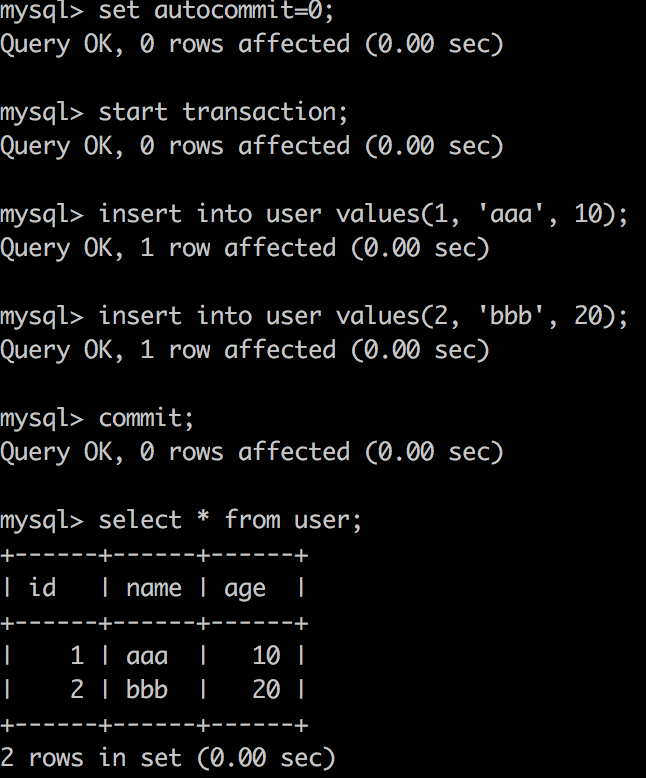 mysql> set autocommit=0;
Query OK, 0 rows affected (0.00 sec)
mysql> start transaction;
Query OK, 0 rows affected (0.00 sec)
mysql> insert into user values(1, 'aaa', 10);
Query OK, 1 row affected (0.00 sec)
mysql> insert into user values(2, 'bbb', 20);
Query OK, 1 row affected (0.00 sec)
mysql> commit;
Query OK, 0 rows affected (0.00 sec)
mysql> select * from user;
+------+------+------+
| id   | name | age  |
+------+------+------+
|    1 | aaa  |   10 |
|    2 | bbb  |   20 |
+------+------+------+
2 rows in set (0.00 sec)